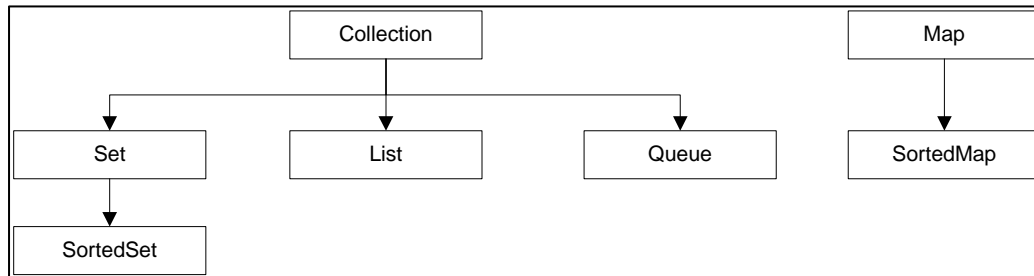 Collection
Map
Set
List
Queue
SortedMap
SortedSet